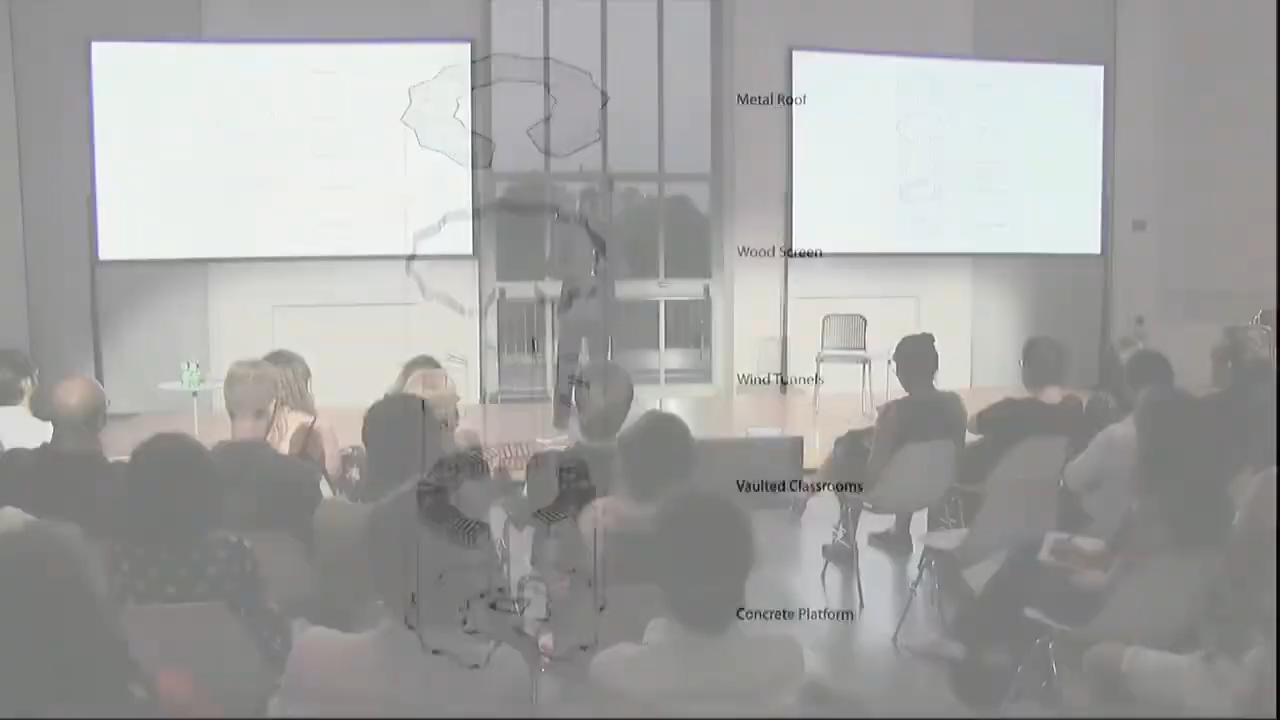 Metal Roof
Wood Screen
Wind Tunnels
Vaulted Classrooms
Concrete Platform